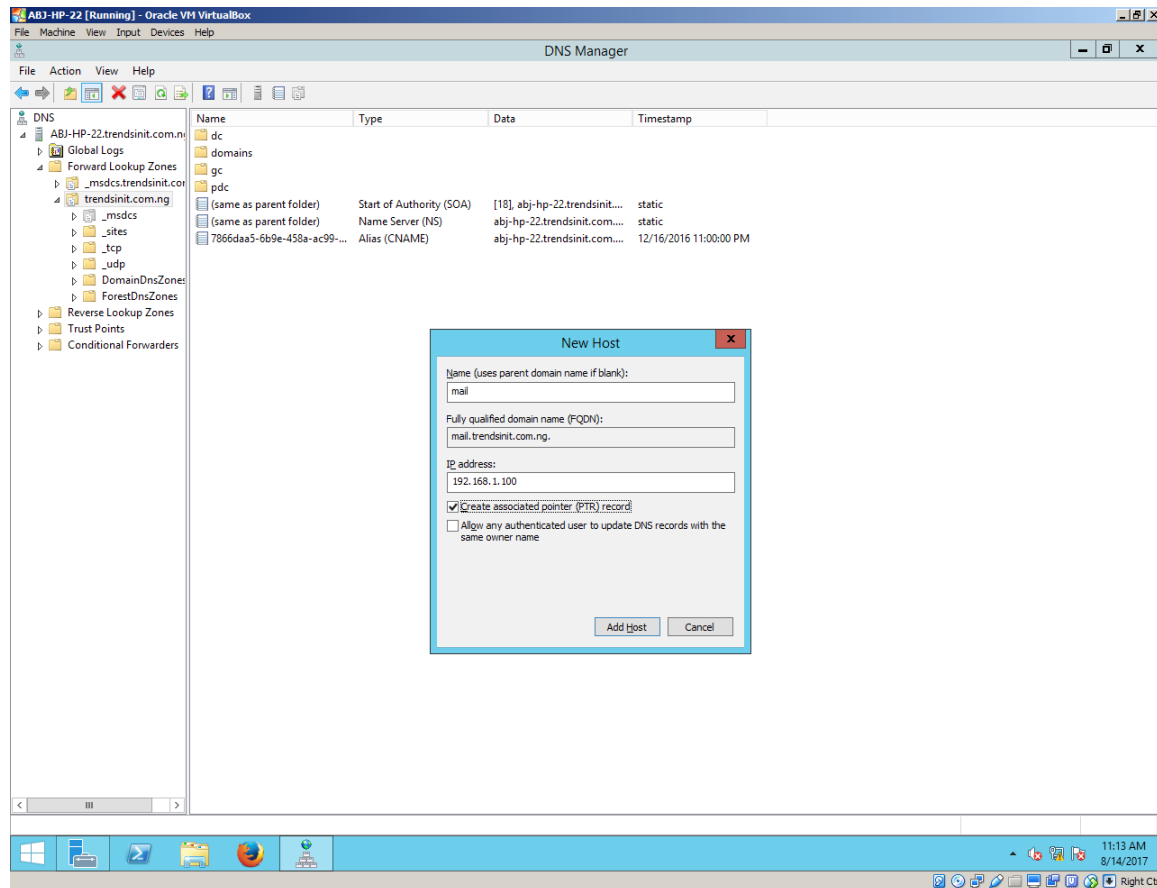 ABJ-HP-22 [Running] - Oracle VM VirtualBox
File Machine View Input Devices Help
DNS Manager
File Action View Help
DNS
ABJ-HP-22.trendsinit.com.n
Global Logs
Forward Lookup Zones
_msdcs.trendsinit.cor
trendsinit.com.ng
_msdcs
_sites
_tcp
_udp
DomainDnsZones
ForestDnsZones
Reverse Lookup Zones
Trust Points
Conditional Forwarders
Name Type Data Timestamp
dc
domains
gc
pdc
(same as parent folder) Start of Authority (SOA) [18], abj-hp-22.trendsinit.... static
(same as parent folder) Name Server (NS) abj-hp-22.trendsinit.com.... static
7866daa5-6b9e-458a-ac99-... Alias (CNAME) abj-hp-22.trendsinit.com.... 12/16/2016 11:00:00 PM
New Host
x
Name (uses parent domain name if blank):
mail
Fully qualified domain name (FQDN):
mail.trendsinit.com.ng.
IP address:
192.168.1.100
Create associated pointer (PTR) record
Allow any authenticated user to update DNS records with the
same owner name
Add Host Cancel
11:13 AM
8/14/2017
Right Ct